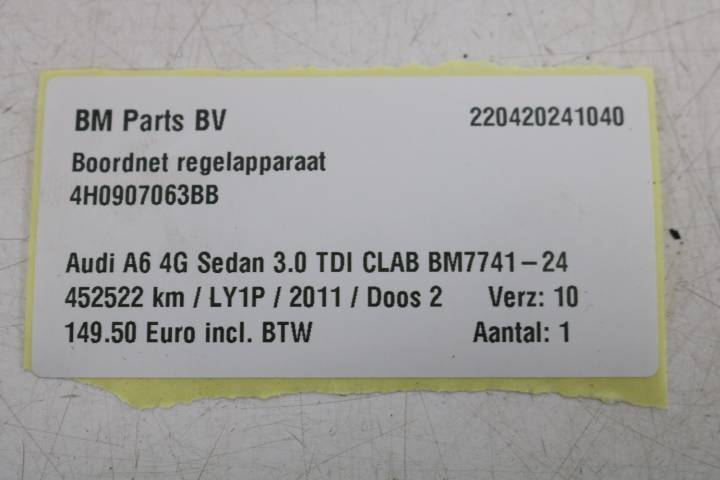 BM Parts BV 220420241040
Boordnet regelapparaat
4H0907063BB
Audi A6 4G Sedan 3.0 TDI CLAB BM7741-24
452522 km / LY1P / 2011 / Doos 2 Verz: 10
149.50 Euro incl. BTW Aantal: 1